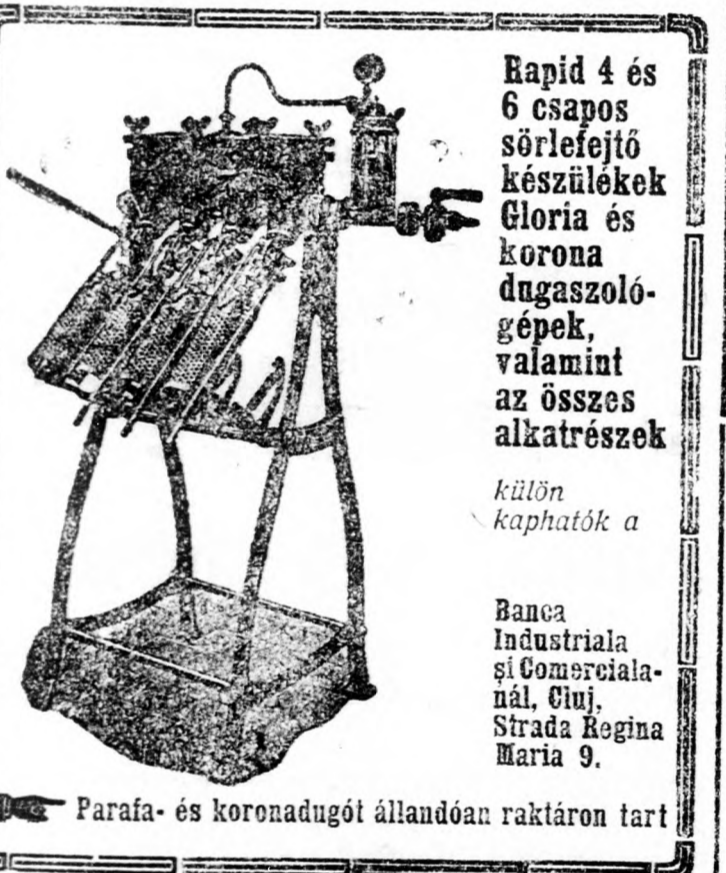 Rapid 4 és
6 csapos
sörlefejtő
készülékek
Gloria és
korona
dugaszoló-
gépek,
valamint
az összes
alkatrészek
külön
kaphatók a
Banca
Industriala
și Comerciala-
nál, Cluj,
Strada Regina
Maria 9.
Parafa- és koronadugót állandóan raktáron tart